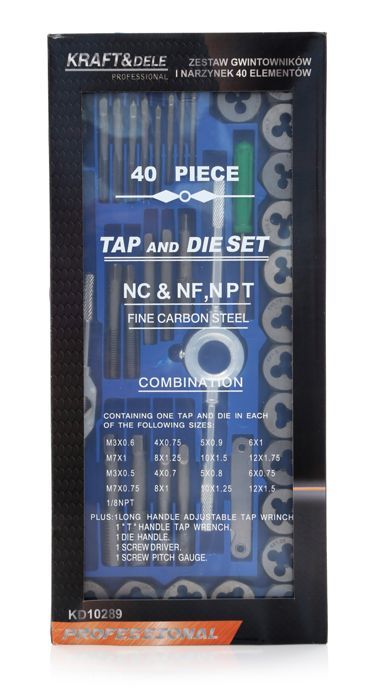 KRAFT&DELE
PROFESSIONAL
ZESTAW GWINTOWNIKÓW
I NARZYNEK 40 ELEMENTÓW
40 PIECE
TAP AND DIE SET
NC & NF,NPT
FINE CARBON STEEL
COMBINATION
CONTAINING ONE TAP AND DIE IN EACH
OF THE FOLLOWING SIZES:
M3X0.6 4X0.75 5X0.9 6X1
M7X1 8X1.25 10X1.5 12X1.75
M3X0.5 4X0.7 5X0.8 6X0.75
M7X0.75 8X1 10X1.25 12X1.5
1/8NPT
PLUS:1LONG HANDLE ADJUSTABLE TAP WRINCH
1"T"HANDLE TAP WRENCH.
1 DIE HANDLE.
1 SCREW DRIVER.
1 SCREW PITCH GAUGE.
KD10289
PROFESSIONAL